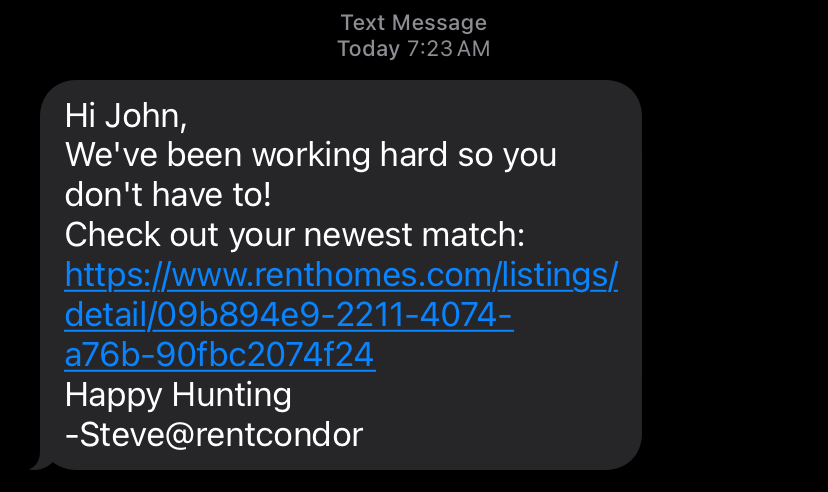 Text Message
Today 7:23 AM
Hi John,
We've been working hard so you
don't have to!
Check out your newest match:
https://www.renthomes.com/listings/
detail/09b894e9-2211-4074-
a76b-90fbc2074f24
Happy Hunting
-Steve@rentcondor